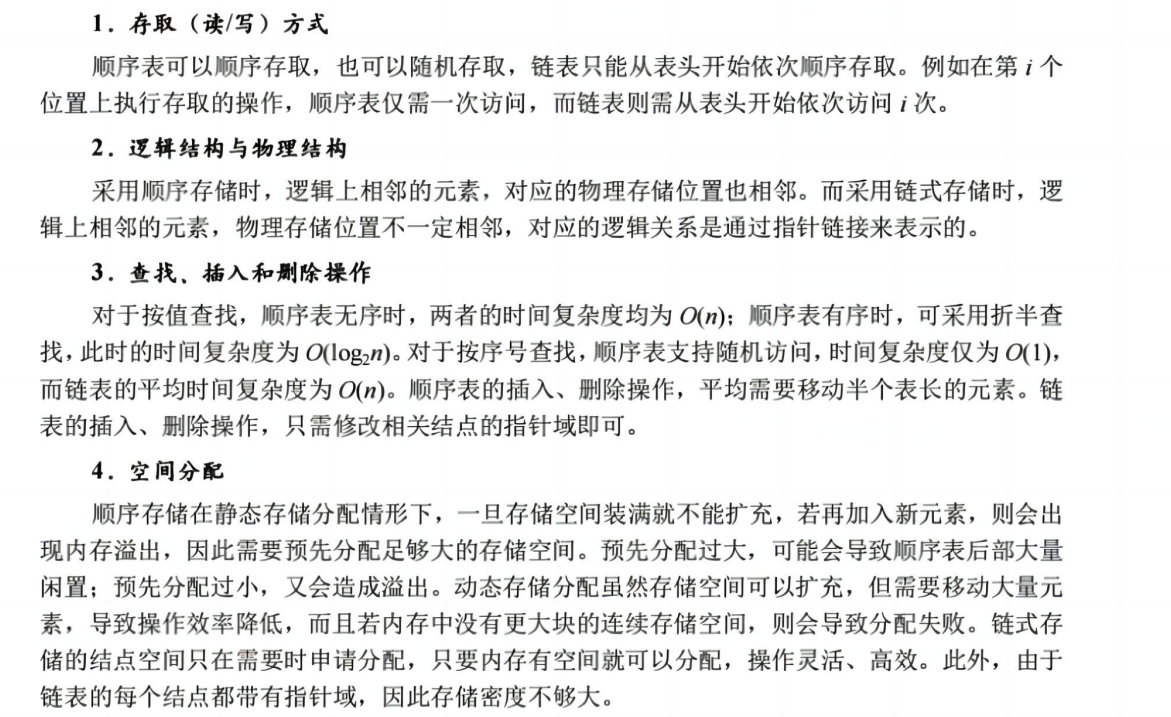 1．存取（读/写）方式
顺序表可以顺序存取，也可以随机存取，链表只能从表头开始依次顺序存取。例如在第 i 个
位置上执行存取的操作，顺序表仅需一次访问，而链表则需从表头开始依次访问 i 次。
2．逻辑结构与物理结构
采用顺序存储时，逻辑上相邻的元素，对应的物理存储位置也相邻。而采用链式存储时，逻
辑上相邻的元素，物理存储位置不一定相邻，对应的逻辑关系是通过指针链接来表示的。
3．查找、插入和删除操作
对于按值查找，顺序表无序时，两者的时间复杂度均为 O(n)；顺序表有序时，可采用折半查
找，此时的时间复杂度为 O(log₂n)。对于按序号查找，顺序表支持随机访问，时间复杂度仅为 O(1)，
而链表的平均时间复杂度为 O(n)。顺序表的插入、删除操作，平均需要移动半个表长的元素。链
表的插入、删除操作，只需修改相关结点的指针域即可。
4．空间分配
顺序存储在静态存储分配情形下，一旦存储空间装满就不能扩充，若再加入新元素，则会出
现内存溢出，因此需要预先分配足够大的存储空间。预先分配过大，可能会导致顺序表后部大量
闲置；预先分配过小，又会造成溢出。动态存储分配虽然存储空间可以扩充，但需要移动大量元
素，导致操作效率降低，而且若内存中没有更大块的连续存储空间，则会导致分配失败。链式存
储的结点空间只在需要时申请分配，只要内存有空间就可以分配，操作灵活、高效。此外，由于
链表的每个结点都带有指针域，因此存储密度不够大。